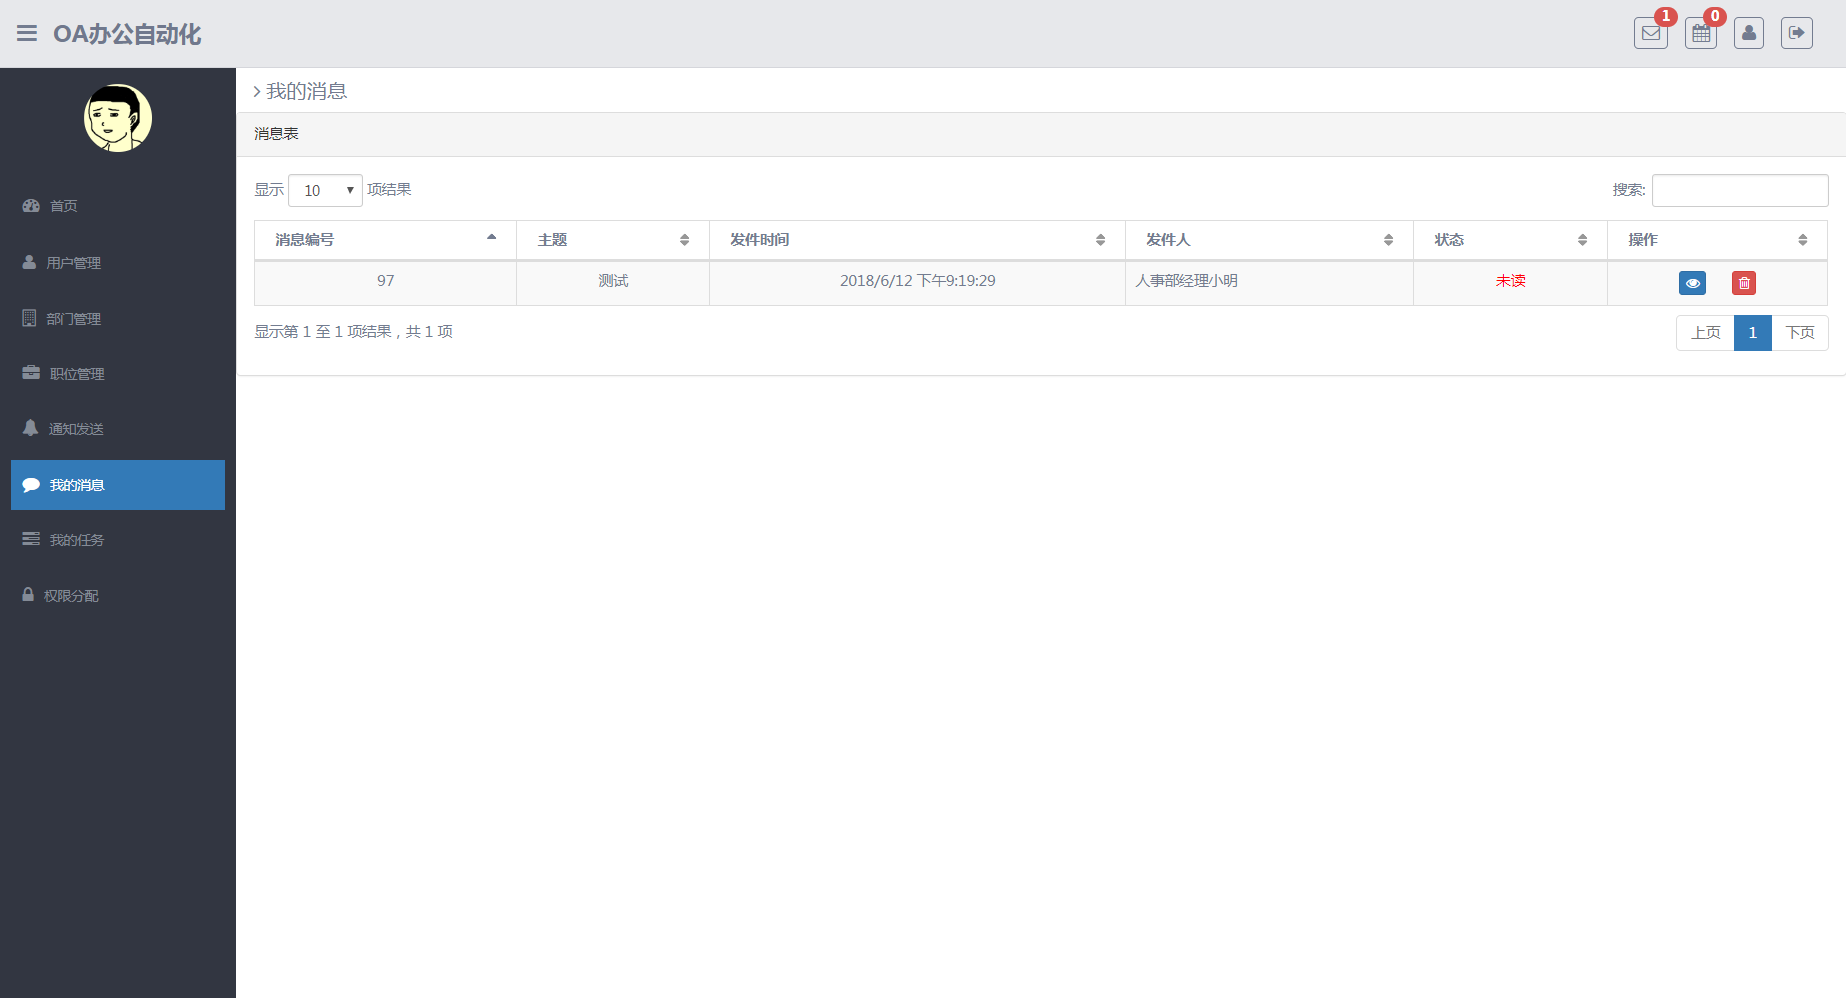 OA办公自动化
1
0
首页
用户管理
部门管理
职位管理
通知发送
我的消息
我的任务
权限分配
我的消息
消息表
显示 10 项结果
搜索:
消息编号 主题 发件时间 发件人 状态 操作
97 测试 2018/6/12 下午9:19:29 人事部经理小明 未读
显示第 1 至 1 项结果，共 1 项
上页 1 下页